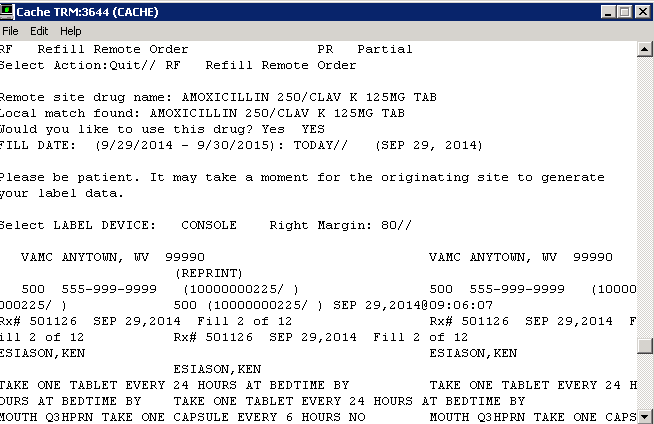 Cache TRM:3644 (CACHE)
File Edit Help
RF   Refill Remote Order                     PR   Partial
Select Action:Quit// RF   Refill Remote Order
Remote site drug name: AMOXICILLIN 250/CLAV K 125MG TAB
Local match found: AMOXICILLIN 250/CLAV K 125MG TAB
Would you like to use this drug? Yes  YES
FILL DATE:  (9/29/2014 - 9/30/2015): TODAY//   (SEP 29, 2014)
Please be patient. It may take a moment for the originating site to generate
your label data.
Select LABEL DEVICE:   CONSOLE    Right Margin: 80//
VAMC ANYTOWN, WV  99990                                        VAMC ANYTOWN, WV  99990
(REPRINT)
500  555-999-9999   (10000000225/ )                     500  555-999-9999   (10000
000225/ )              500 (10000000225/ ) SEP 29,2014@09:06:07
Rx# 501126  SEP 29,2014  Fill 2 of 12                   Rx# 501126  SEP 29,2014  F
ill 2 of 12            Rx# 501126  SEP 29,2014  Fill 2 of 12
ESIASON,KEN                                             ESIASON,KEN
ESIASON,KEN
TAKE ONE TABLET EVERY 24 HOURS AT BEDTIME BY            TAKE ONE TABLET EVERY 24 H
OURS AT BEDTIME BY     TAKE ONE TABLET EVERY 24 HOURS AT BEDTIME BY
MOUTH Q3HPRN TAKE ONE CAPSULE EVERY 6 HOURS NO          MOUTH Q3HPRN TAKE ONE CAPS